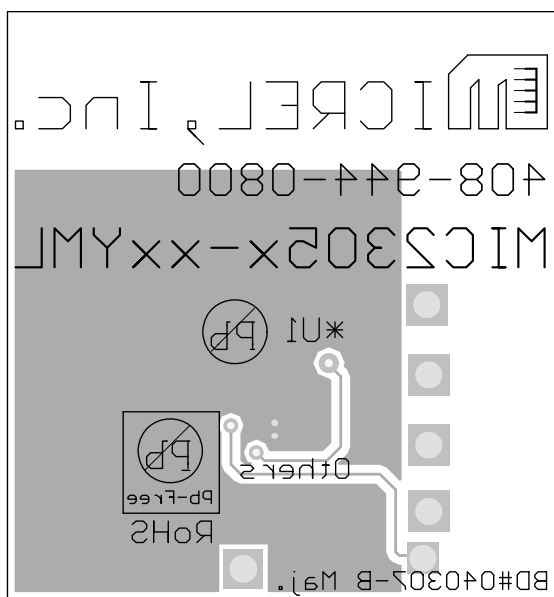 MICREL, Inc.
408-944-0800
MIC2305x-xxYML
Pb *U1
Pb
Others
Pb-Free
RoHS
BD#040307-B Maj.